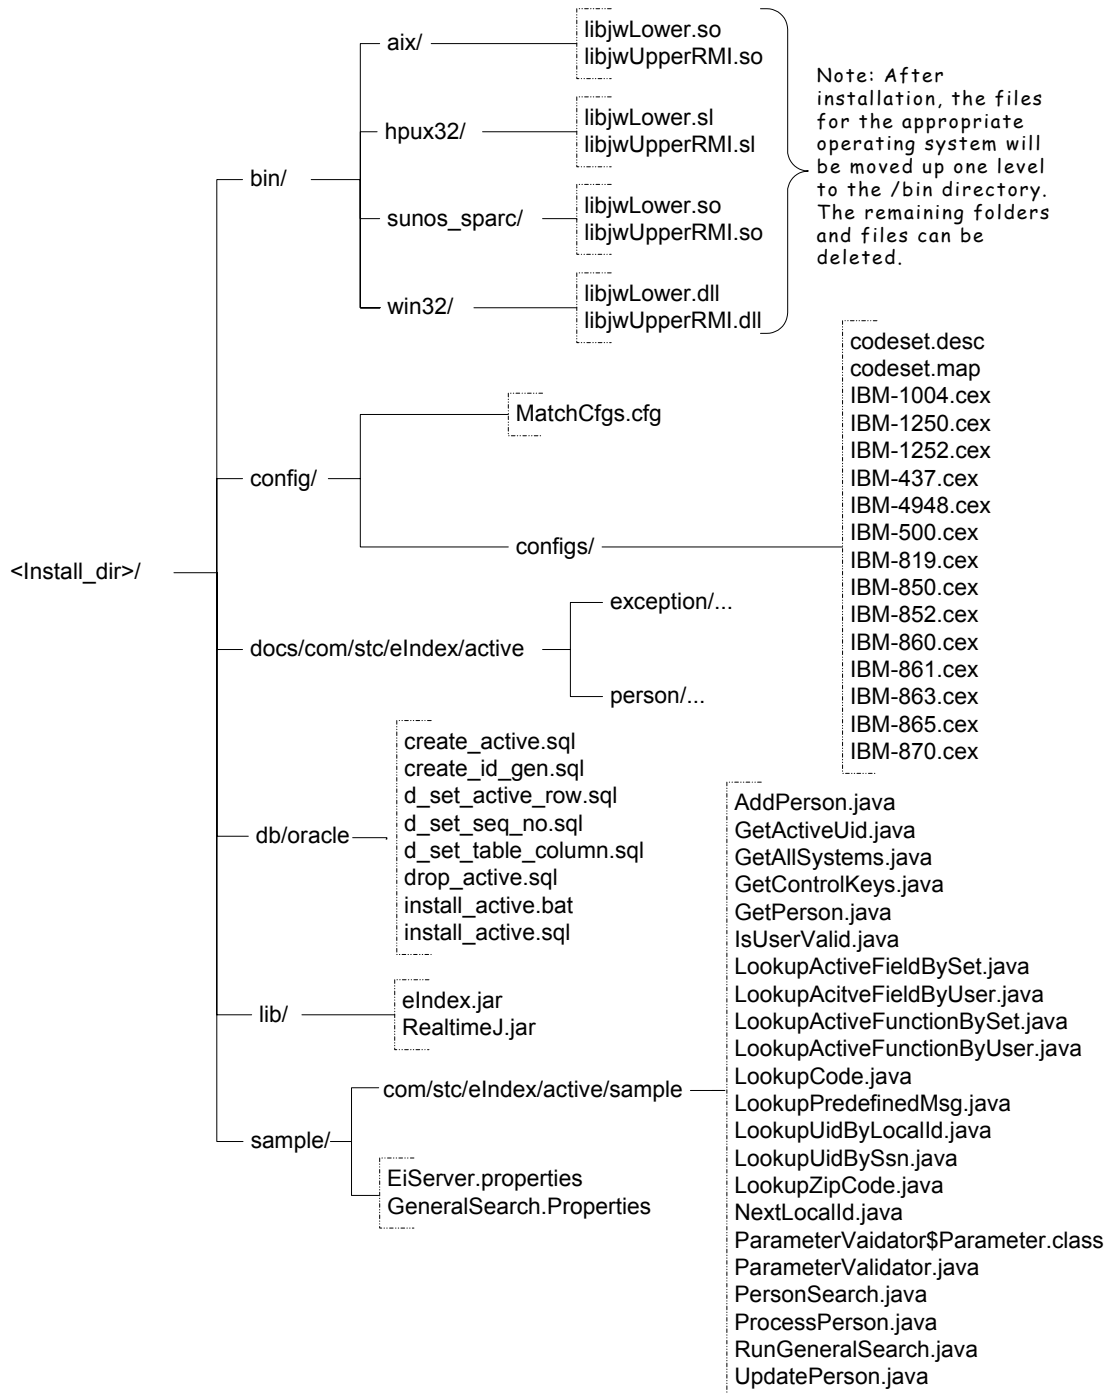 <Install_dir>/
bin/
aix/
libjwLower.so
libjwUpperRMI.so
hpux32/
libjwLower.sl
libjwUpperRMI.sl
sunos_sparc/
libjwLower.so
libjwUpperRMI.so
win32/
libjwLower.dll
libjwUpperRMI.dll
Note: After
installation, the files
for the appropriate
operating system will
be moved up one level
to the /bin directory.
The remaining folders
and files can be
deleted.
config/
MatchCfgs.cfg
configs/
codeset.desc
codeset.map
IBM-1004.cex
IBM-1250.cex
IBM-1252.cex
IBM-437.cex
IBM-4948.cex
IBM-500.cex
IBM-819.cex
IBM-850.cex
IBM-852.cex
IBM-860.cex
IBM-861.cex
IBM-863.cex
IBM-865.cex
IBM-870.cex
docs/com/stc/eIndex/active
exception/...
person/...
db/oracle
create_active.sql
create_id_gen.sql
d_set_active_row.sql
d_set_seq_no.sql
d_set_table_column.sql
drop_active.sql
install_active.bat
install_active.sql
lib/
eIndex.jar
RealtimeJ.jar
sample/
com/stc/eIndex/active/sample
AddPerson.java
GetActiveUid.java
GetAllSystems.java
GetControlKeys.java
GetPerson.java
IsUserValid.java
LookupActiveFieldBySet.java
LookupAcitveFieldByUser.java
LookupActiveFunctionBySet.java
LookupActiveFunctionByUser.java
LookupCode.java
LookupPredefinedMsg.java
LookupUidByLocalId.java
LookupUidBySsn.java
LookupZipCode.java
NextLocalId.java
ParameterVaidator$Parameter.class
ParameterValidator.java
PersonSearch.java
ProcessPerson.java
RunGeneralSearch.java
UpdatePerson.java
EiServer.properties
GeneralSearch.Properties